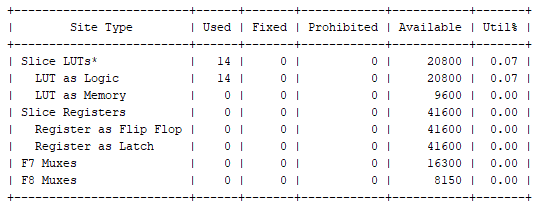 +-------------------------+------+-------+------------+-----------+-------+
|        Site Type        | Used | Fixed | Prohibited | Available | Util% |
+-------------------------+------+-------+------------+-----------+-------+
| Slice LUTs*             |   14 |     0 |          0 |     20800 |  0.07 |
|   LUT as Logic          |   14 |     0 |          0 |     20800 |  0.07 |
|   LUT as Memory         |    0 |     0 |          0 |      9600 |  0.00 |
| Slice Registers         |    0 |     0 |          0 |     41600 |  0.00 |
|   Register as Flip Flop |    0 |     0 |          0 |     41600 |  0.00 |
|   Register as Latch     |    0 |     0 |          0 |     41600 |  0.00 |
| F7 Muxes                |    0 |     0 |          0 |     16300 |  0.00 |
| F8 Muxes                |    0 |     0 |          0 |      8150 |  0.00 |
+-------------------------+------+-------+------------+-----------+-------+